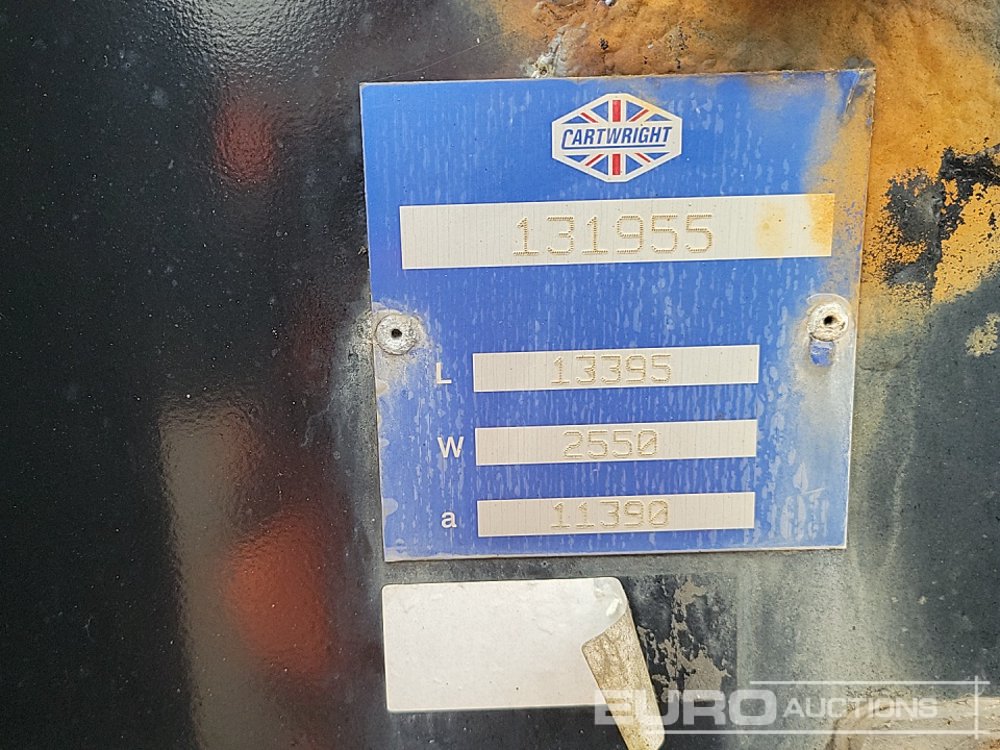 CARTWRIGHT
131955
L 13395
W 2550
a 11390
EURO AUCTIONS